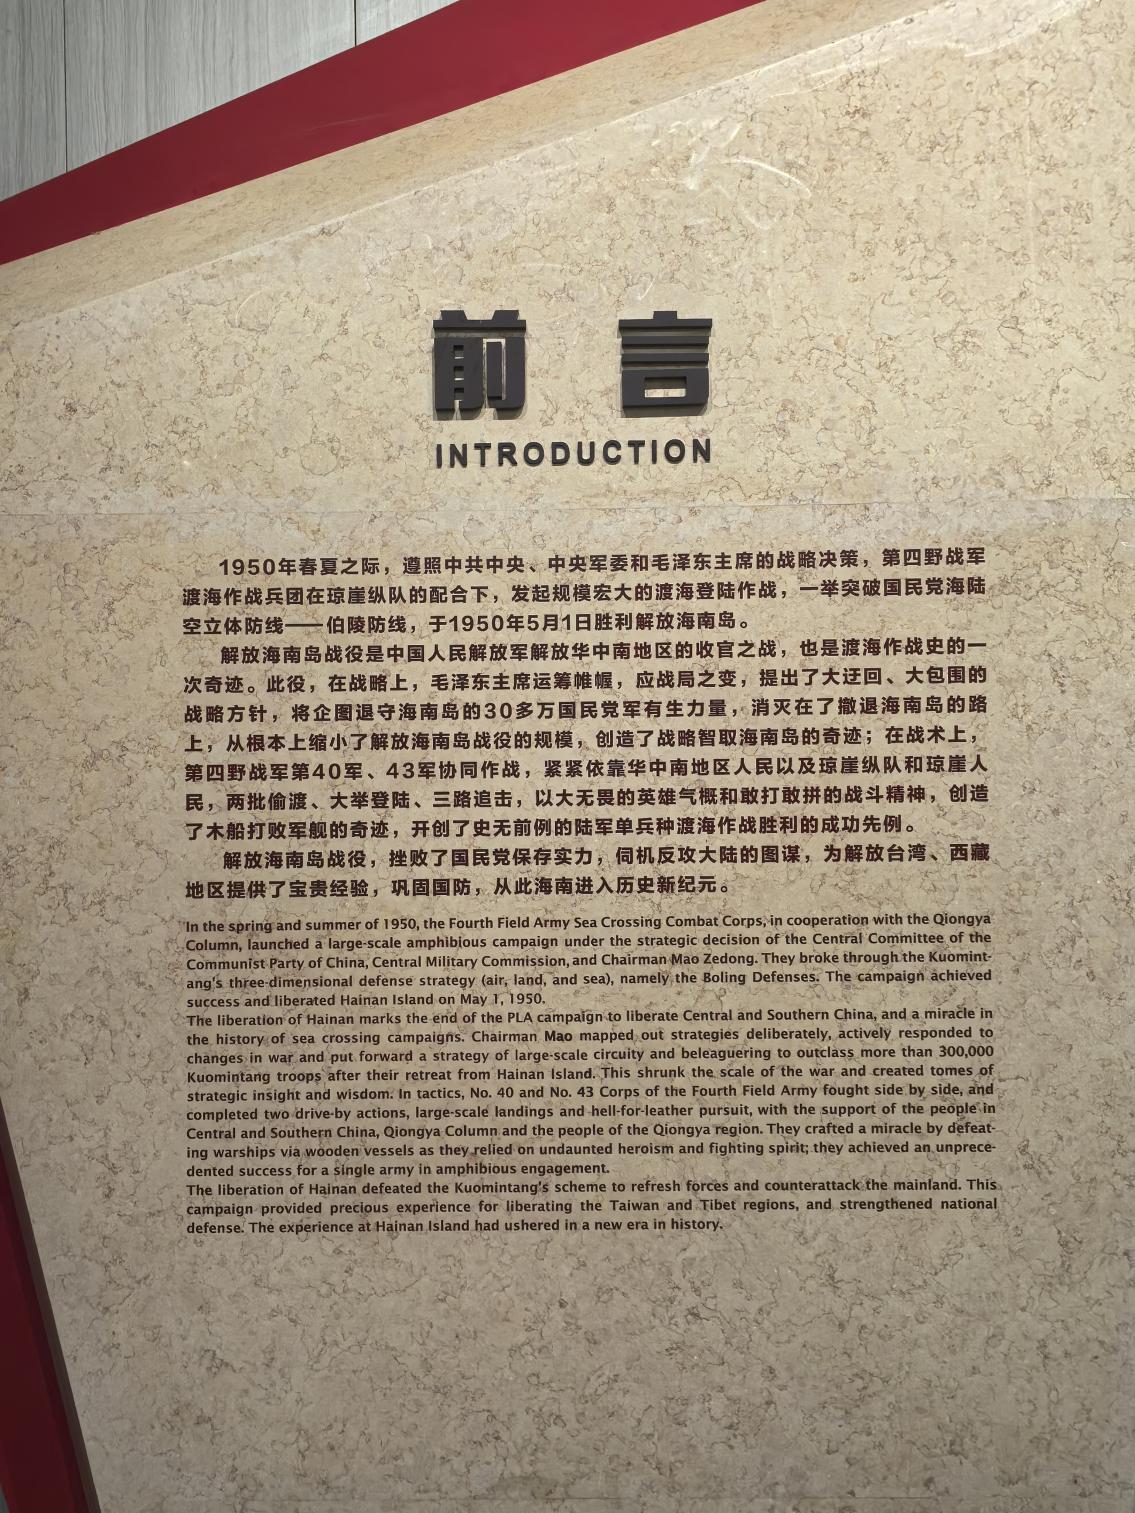 前言
INTRODUCTION
1950年春夏之际，遵照中共中央、中央军委和毛泽东主席的战略决策，第四野战军
渡海作战兵团在琼崖纵队的配合下，发起规模宏大的渡海登陆作战，一举突破国民党海陆
空立体防线——伯陵防线，于1950年5月1日胜利解放海南岛。
解放海南岛战役是中国人民解放军解放华中南地区的收官之战，也是渡海作战史的一
次奇迹。此役，在战略上，毛泽东主席运筹帷幄，应战局之变，提出了大迂回、大包围的
战略方针，将企图退守海南岛的30多万国民党军有生力量，消灭在了撤退海南岛的路
上，从根本上缩小了解放海南岛战役的规模，创造了战略智取海南岛的奇迹；在战术上，
第四野战军第40军、43军协同作战，紧紧依靠华中南地区人民以及琼崖纵队和琼崖人
民，两批偷渡、大举登陆、三路追击，以大无畏的英雄气概和敢打敢拼的战斗精神，创造
了木船打败军舰的奇迹，开创了史无前例的陆军单兵种渡海作战胜利的成功先例。
解放海南岛战役，挫败了国民党保存实力，伺机反攻大陆的图谋，为解放台湾、西藏
地区提供了宝贵经验，巩固国防，从此海南进入历史新纪元。
In the spring and summer of 1950, the Fourth Field Army Sea Crossing Combat Corps, in cooperation with the Qiongya
Column, launched a large-scale amphibious campaign under the strategic decision of the Central Committee of the
Communist Party of China, Central Military Commission, and Chairman Mao Zedong. They broke through the Kuomint-
ang's three-dimensional defense strategy (air, land, and sea), namely the Boling Defenses. The campaign achieved
success and liberated Hainan Island on May 1, 1950.
The liberation of Hainan marks the end of the PLA campaign to liberate Central and Southern China, and a miracle in
the history of sea crossing campaigns. Chairman Mao mapped out strategies deliberately, actively responded to
changes in war and put forward a strategy of large-scale circuity and beleaguering to outclass more than 300,000
Kuomintang troops after their retreat from Hainan Island. This shrunk the scale of the war and created tomes of
strategic insight and wisdom. In tactics, No. 40 and No. 43 Corps of the Fourth Field Army fought side by side, and
completed two drive-by actions, large-scale landings and hell-for-leather pursuit, with the support of the people in
Central and Southern China, Qiongya Column and the people of the Qiongya region. They crafted a miracle by defeat-
ing warships via wooden vessels as they relied on undaunted heroism and fighting spirit; they achieved an unprece-
dented success for a single army in amphibious engagement.
The liberation of Hainan defeated the Kuomintang's scheme to refresh forces and counterattack the mainland. This
campaign provided precious experience for liberating the Taiwan and Tibet regions, and strengthened national
defense. The experience at Hainan Island had ushered in a new era in history.